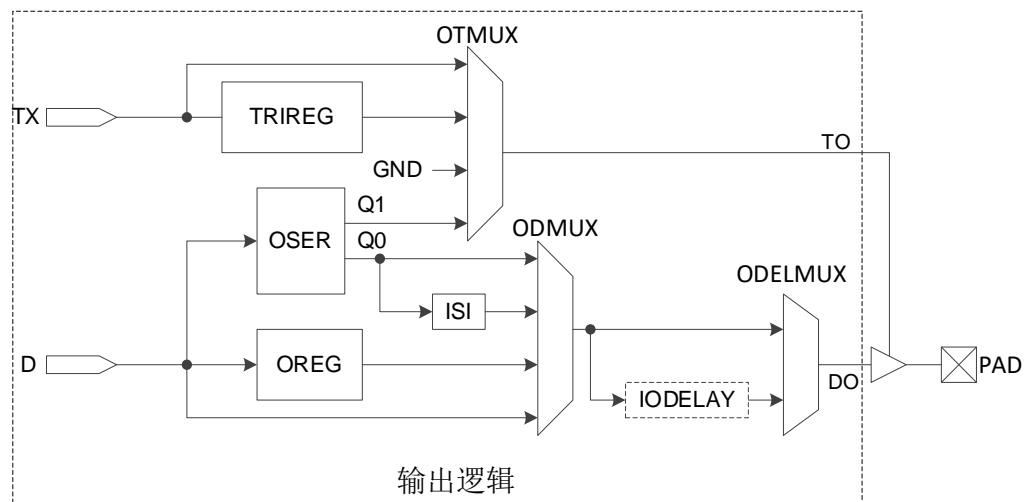 OTMUX
TX
TRIREG
TO
GND
Q1
OSER
Q0
ODMUX
ODELMUX
ISI
D
OREG
DO
PAD
IODELAY
输出逻辑